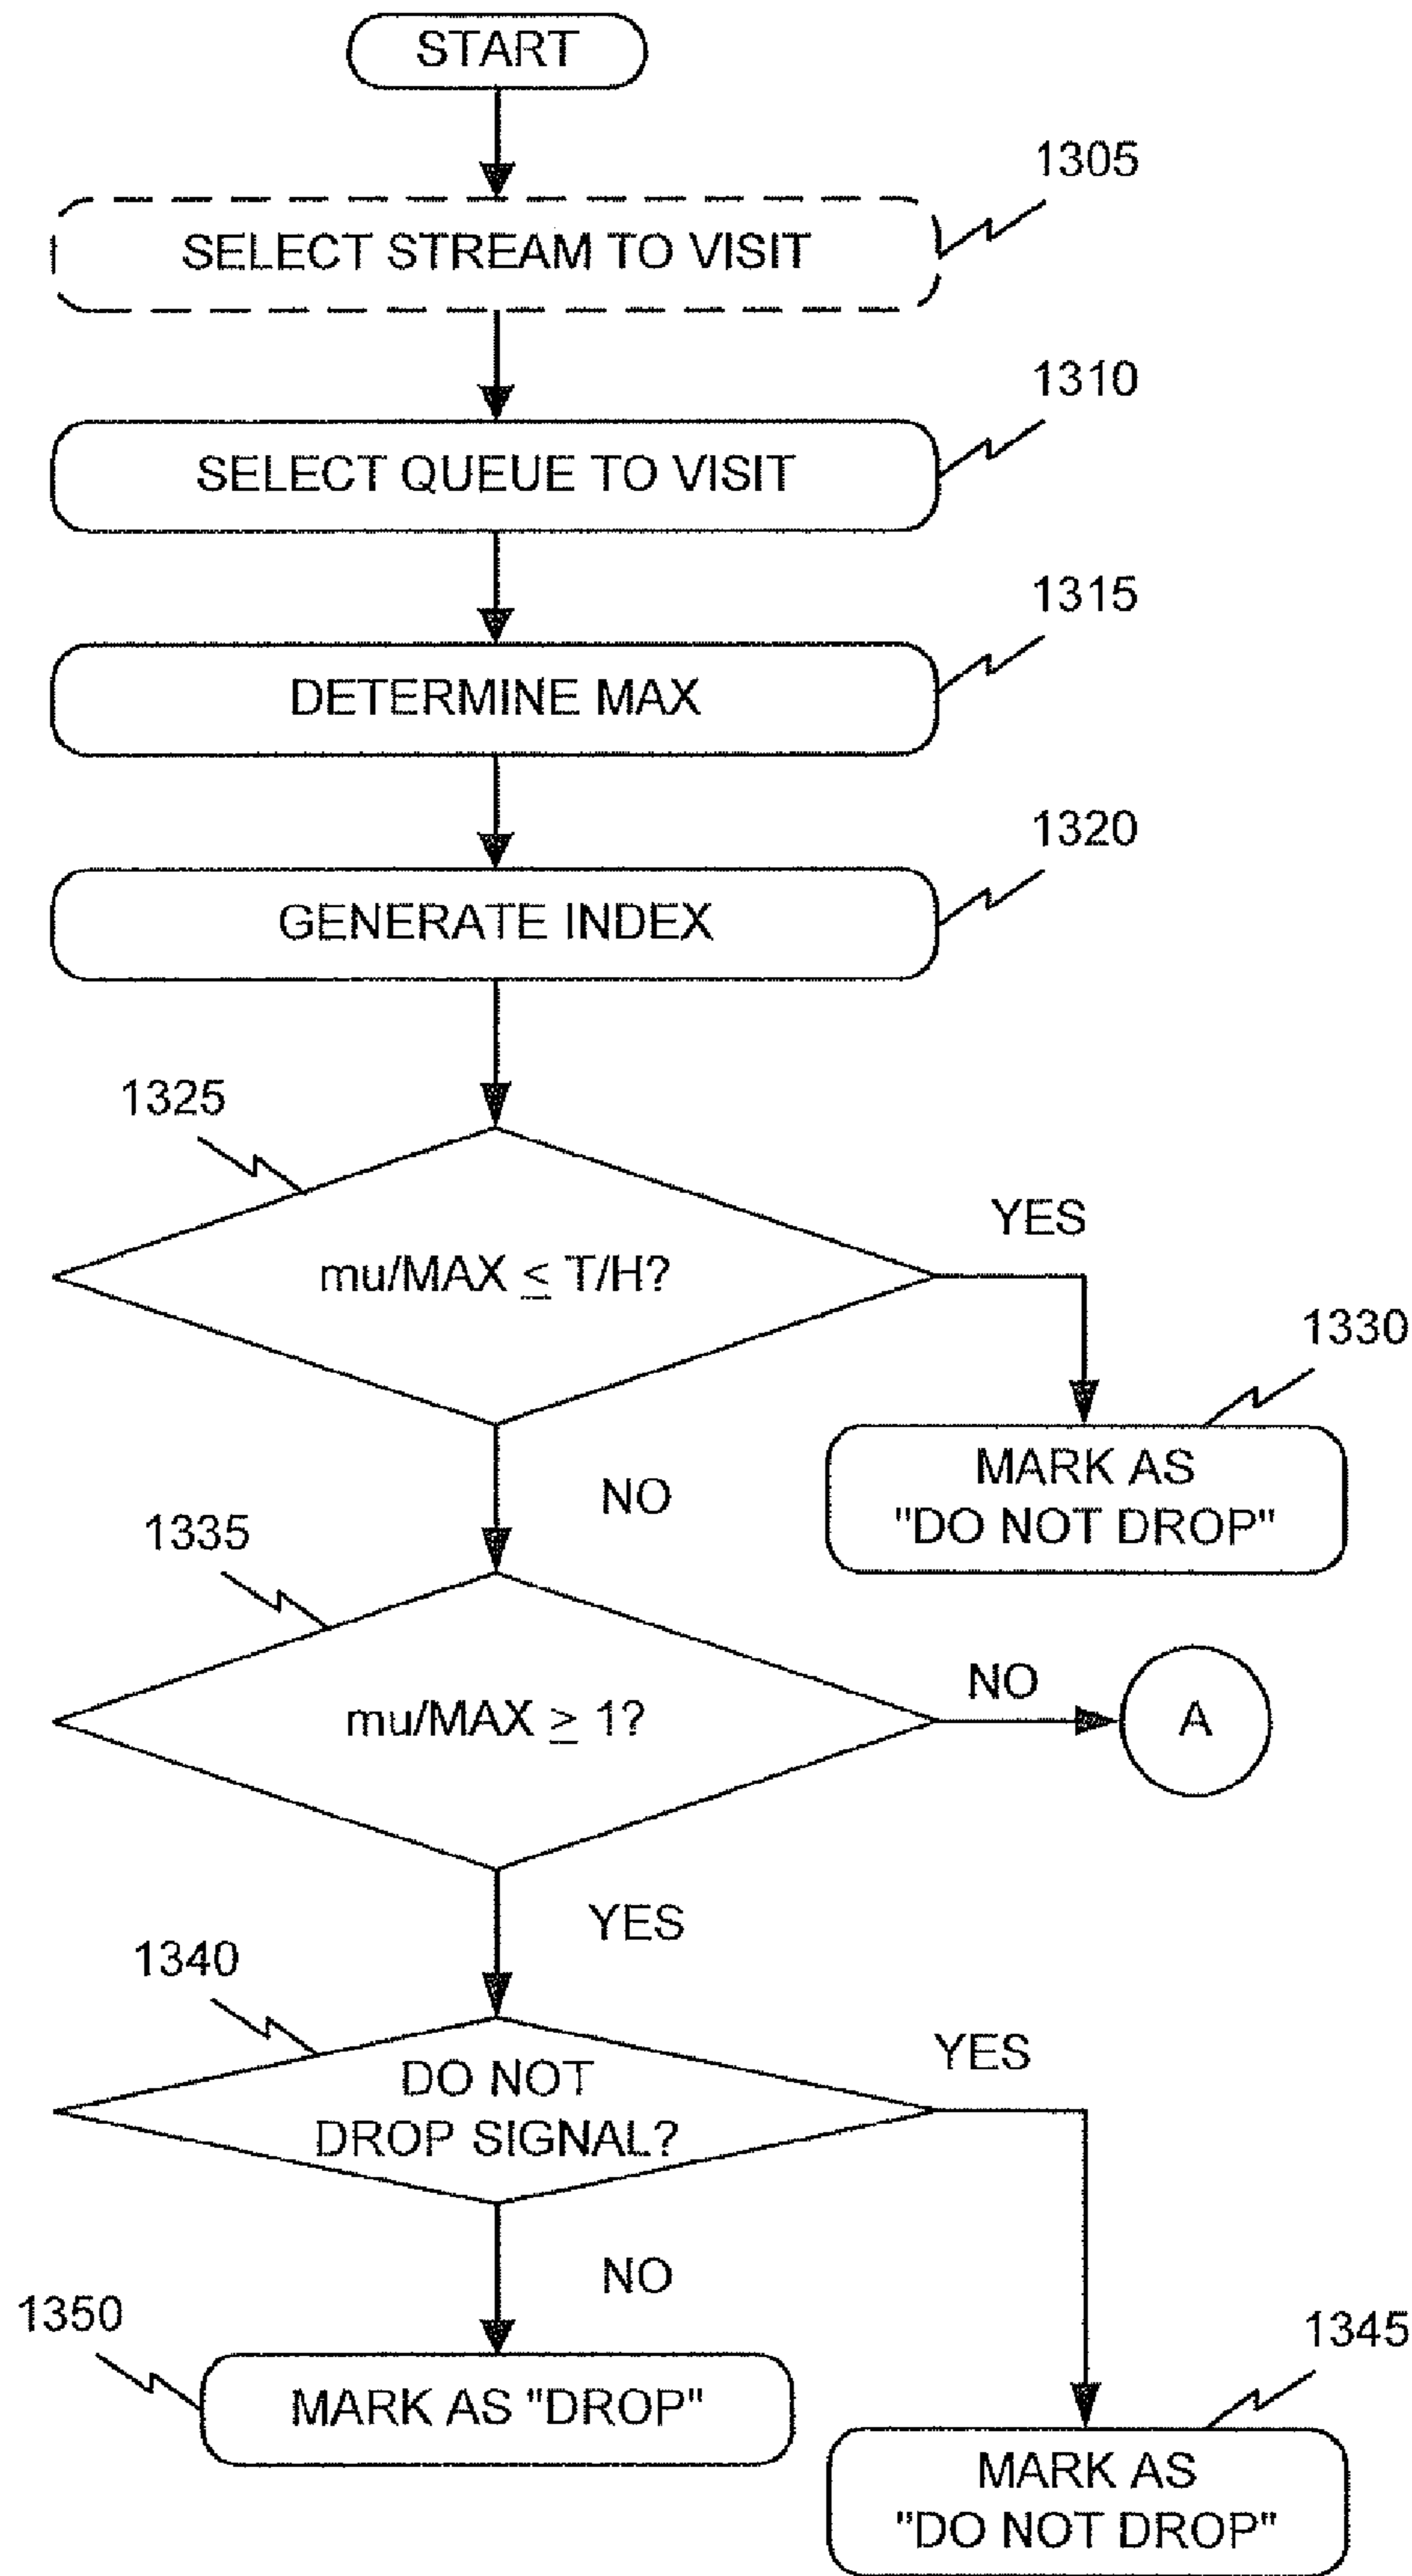 START
1305
SELECT STREAM TO VISIT
1310
SELECT QUEUE TO VISIT
1315
DETERMINE MAX
1320
GENERATE INDEX
1325
mu/MAX ≤ T/H?
YES
1330
MARK AS
"DO NOT DROP"
NO
1335
mu/MAX ≥ 1?
NO
A
YES
1340
DO NOT
DROP SIGNAL?
YES
NO
1350
MARK AS "DROP"
1345
MARK AS
"DO NOT DROP"